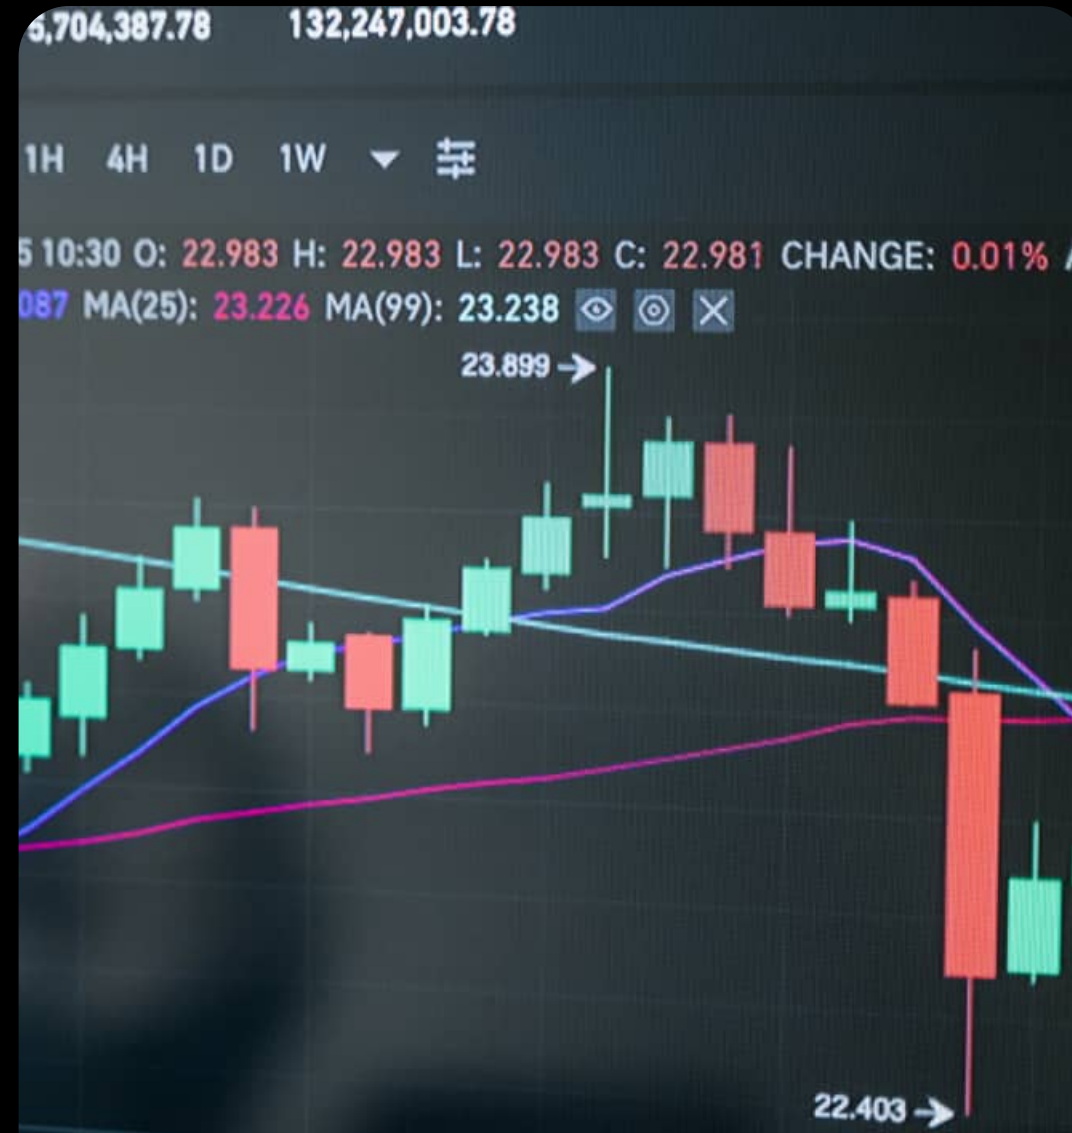 5,704,387.78 132,247,003.78
1H 4H 1D 1W
5 10:30 O: 22.983 H: 22.983 L: 22.983 C: 22.981 CHANGE: 0.01%
087 MA(25): 23.226 MA(99): 23.238
23.899
22.403